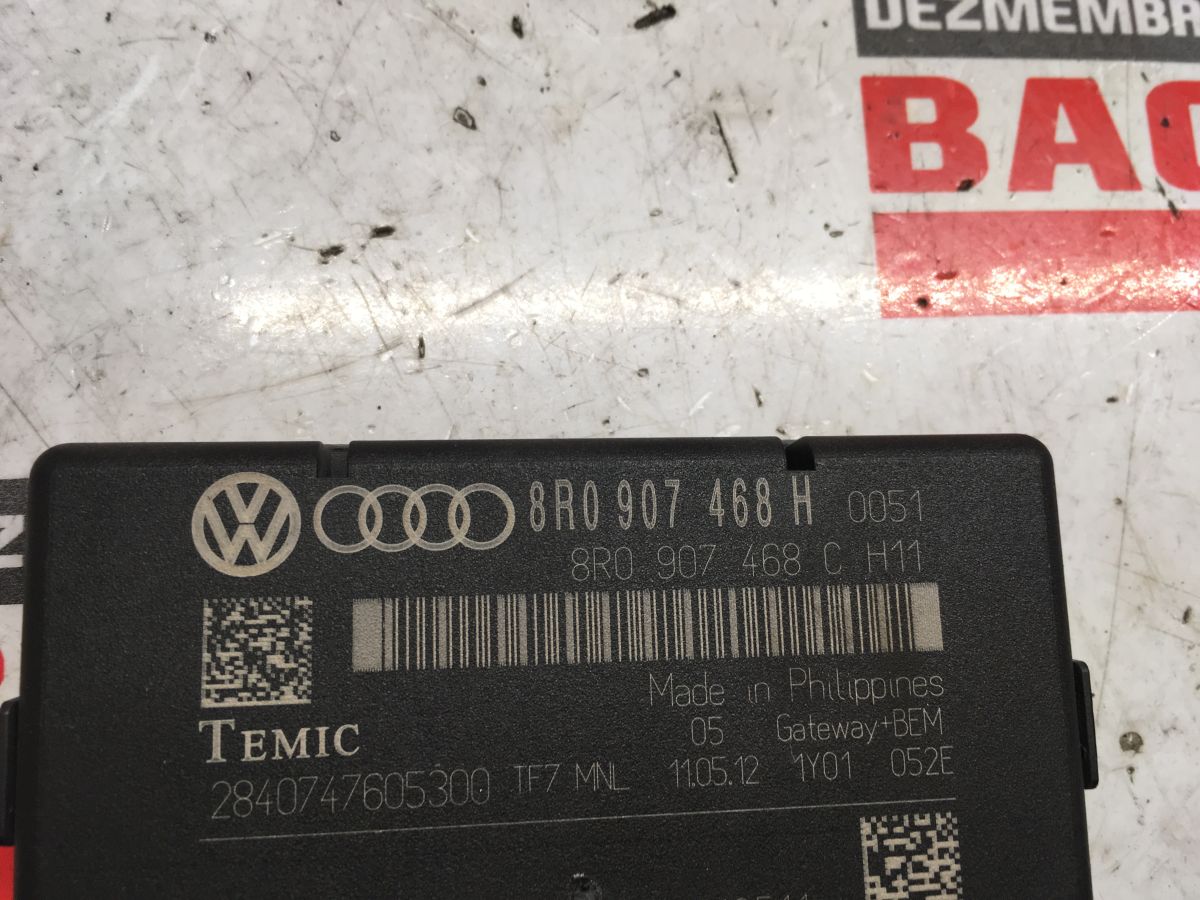 DEZMEMBR
BAC
8R0 907 468 H 0051
8R0 907 468 C H11
Made in Philippines
05 Gateway+BEM
TEMIC
2840747605300 TF7 MNL 11.05.12 1Y01 052E